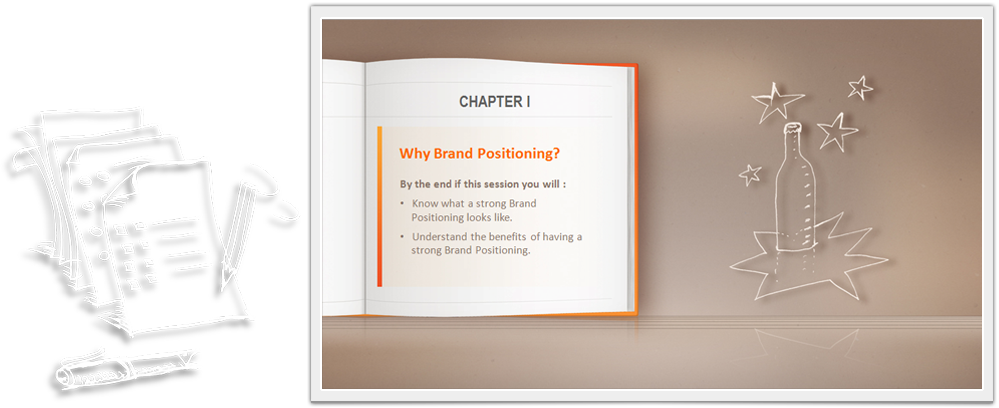 CHAPTER I
Why Brand Positioning?
By the end if this session you will :
• Know what a strong Brand
Positioning looks like.
• Understand the benefits of having a
strong Brand Positioning.